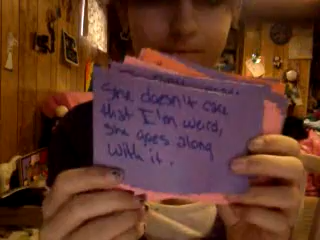 She doesn't care
that I'm weird,
she goes along
with it.